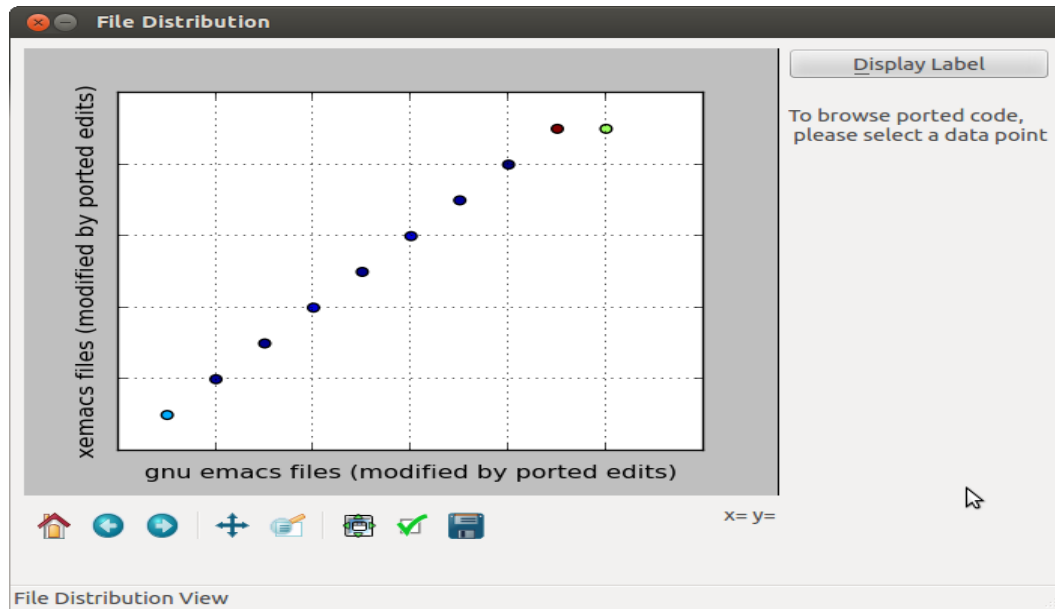 File Distribution
Display Label
To browse ported code,
please select a data point
xemacs files (modified by ported edits)
gnu emacs files (modified by ported edits)
x= y=
File Distribution View